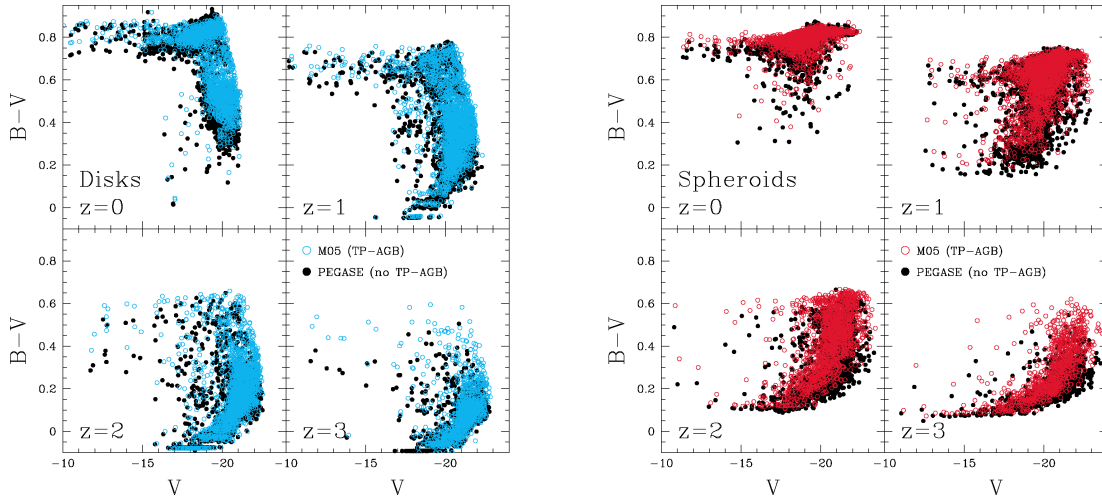 0.8
0.6
0.4
0.2
0
B-V
Disks
z=0
z=1
0.8
0.6
0.4
0.2
0
B-V
z=2
M05 (TP-AGB)
PEGASE (no TP-AGB)
z=3
-10 -15 -20 -10 -15 -20
V V
0.8
0.6
0.4
0.2
0
B-V
Spheroids
z=0
z=1
0.8
0.6
0.4
0.2
0
B-V
z=2
M05 (TP-AGB)
PEGASE (no TP-AGB)
z=3
-10 -15 -20 -10 -15 -20
V V